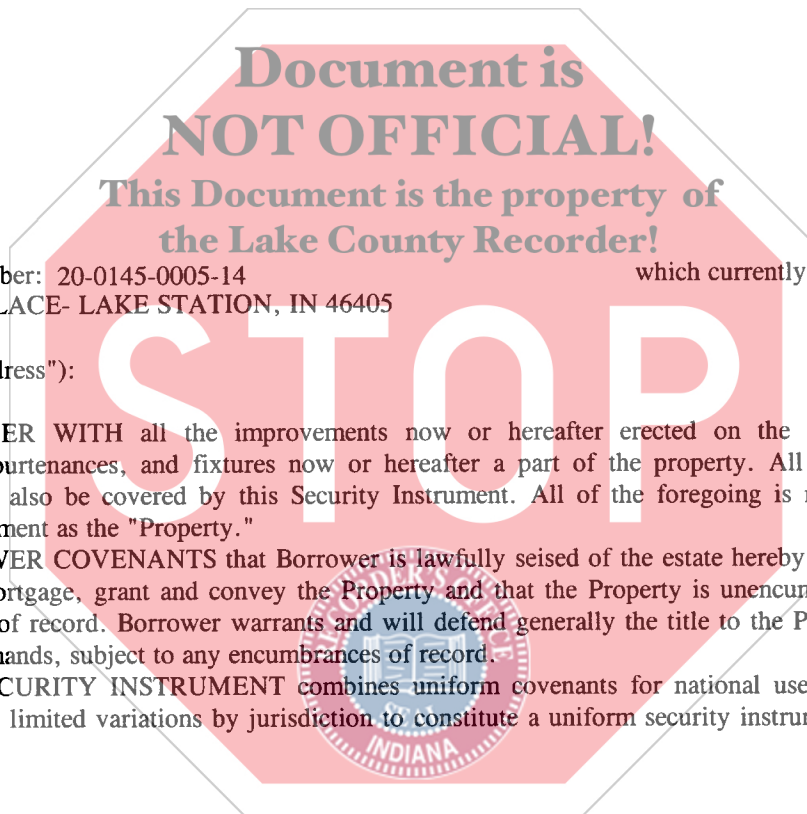 Document is
NOT OFFICIAL!
This Document is the property of
the Lake County Recorder!
ber: 20-0145-0005-14 which currently
LACE- LAKE STATION, IN 46405
dress"):
STOP
ER WITH all the improvements now or hereafter erected on the
purtenances, and fixtures now or hereafter a part of the property. All
also be covered by this Security Instrument. All of the foregoing is
ment as the "Property."
WER COVENANTS that Borrower is lawfully seised of the estate hereby
ortgage, grant and convey the Property and that the Property is unencum
of record. Borrower warrants and will defend generally the title to the P
nands, subject to any encumbrances of record.
CURITY INSTRUMENT combines uniform covenants for national use
limited variations by jurisdiction to constitute a uniform security instrum
RECORDER'S OFFICE
SEAL
INDIANA